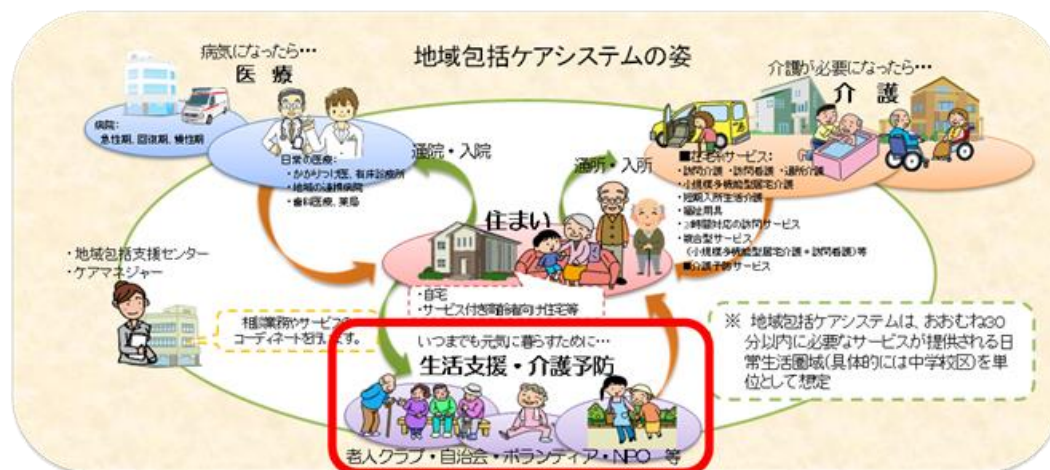 地域包括ケアシステムの姿
病気になったら…
医療
病院:
急性期、回復期、慢性期
日常の医療:
・かかりつけ医、有床診療所
・地域の連携病院
・歯科医療、薬局
通院・入院
通所・入所
介護が必要になったら…
介護
■在宅系サービス:
・訪問介護 ・訪問看護 ・通所介護
・小規模多機能型居宅介護
・短期入所生活介護
・福祉用具
・24時間対応の訪問サービス
・複合型サービス
(小規模多機能型居宅介護+訪問看護)等
■介護予防サービス
住まい
・自宅
・サービス付き高齢者向け住宅等
・地域包括支援センター
・ケアマネジャー
相談業務やサービスの
コーディネートを行います。
いつまでも元気に暮らすために…
生活支援・介護予防
老人クラブ・自治会・ボランティア・NPO 等
※ 地域包括ケアシステムは、おおむね30
分以内に必要なサービスが提供される日
常生活圏域(具体的には中学校区)を単
位として想定